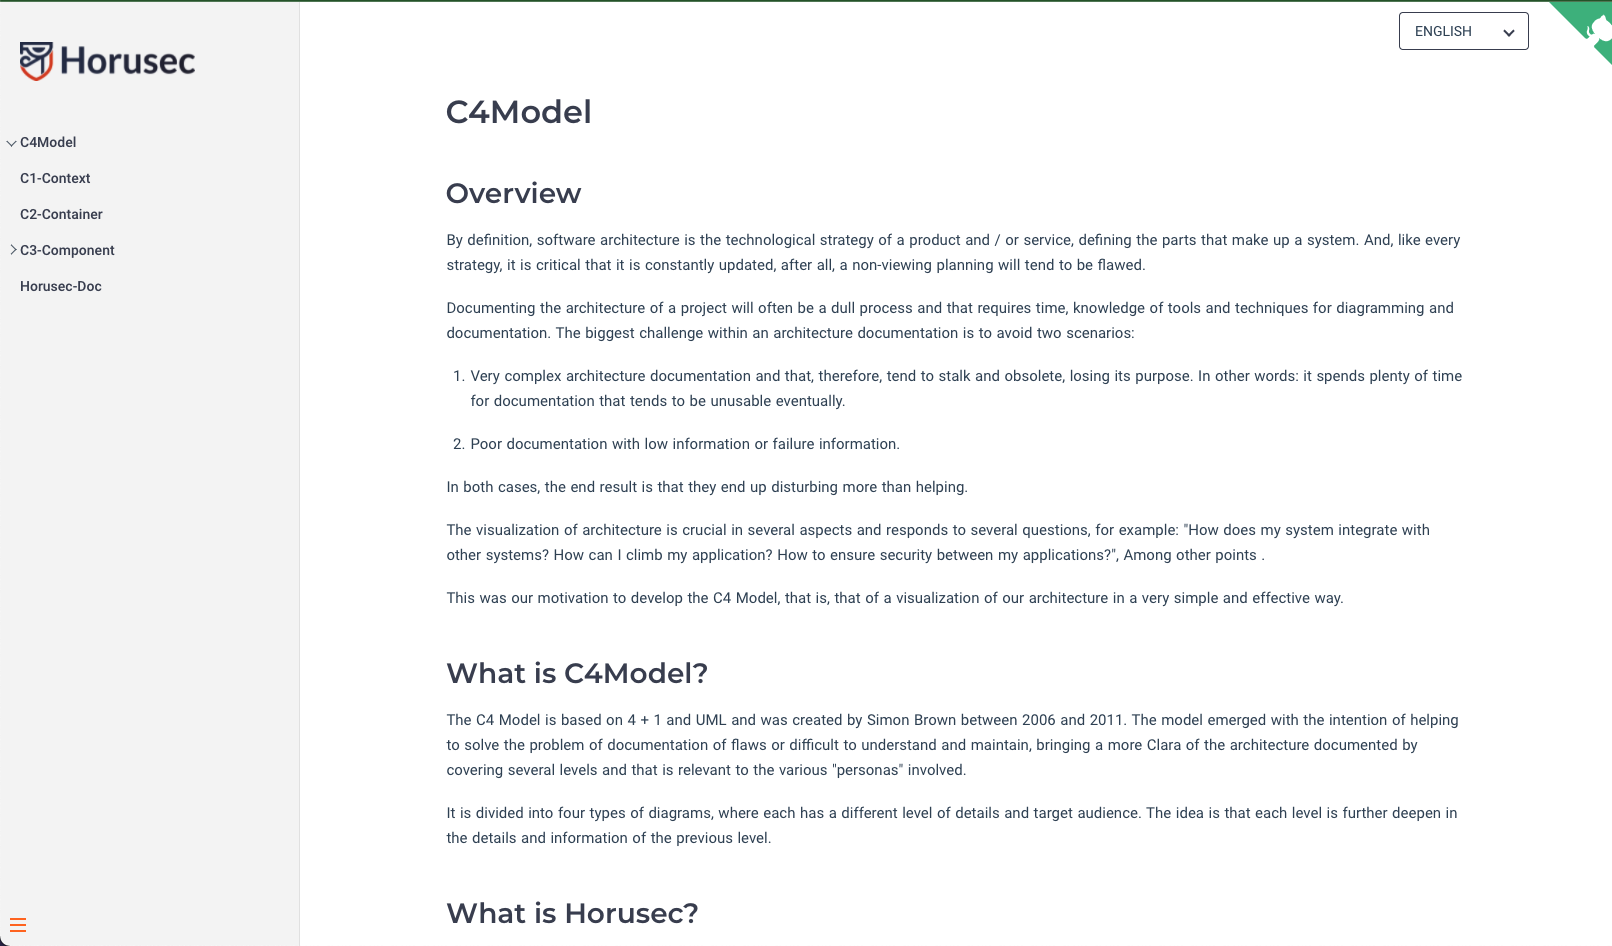 Horusec
C4Model
C1-Context
C2-Container
C3-Component
Horusec-Doc
ENGLISH
C4Model
Overview
By definition, software architecture is the technological strategy of a product and / or service, defining the parts that make up a system. And, like every
strategy, it is critical that it is constantly updated, after all, a non-viewing planning will tend to be flawed.
Documenting the architecture of a project will often be a dull process and that requires time, knowledge of tools and techniques for diagramming and
documentation. The biggest challenge within an architecture documentation is to avoid two scenarios:
1. Very complex architecture documentation and that, therefore, tend to stalk and obsolete, losing its purpose. In other words: it spends plenty of time
for documentation that tends to be unusable eventually.
2. Poor documentation with low information or failure information.
In both cases, the end result is that they end up disturbing more than helping.
The visualization of architecture is crucial in several aspects and responds to several questions, for example: "How does my system integrate with
other systems? How can I climb my application? How to ensure security between my applications?", Among other points .
This was our motivation to develop the C4 Model, that is, that of a visualization of our architecture in a very simple and effective way.
What is C4Model?
The C4 Model is based on 4 + 1 and UML and was created by Simon Brown between 2006 and 2011. The model emerged with the intention of helping
to solve the problem of documentation of flaws or difficult to understand and maintain, bringing a more Clara of the architecture documented by
covering several levels and that is relevant to the various "personas" involved.
It is divided into four types of diagrams, where each has a different level of details and target audience. The idea is that each level is further deepen in
the details and information of the previous level.
What is Horusec?